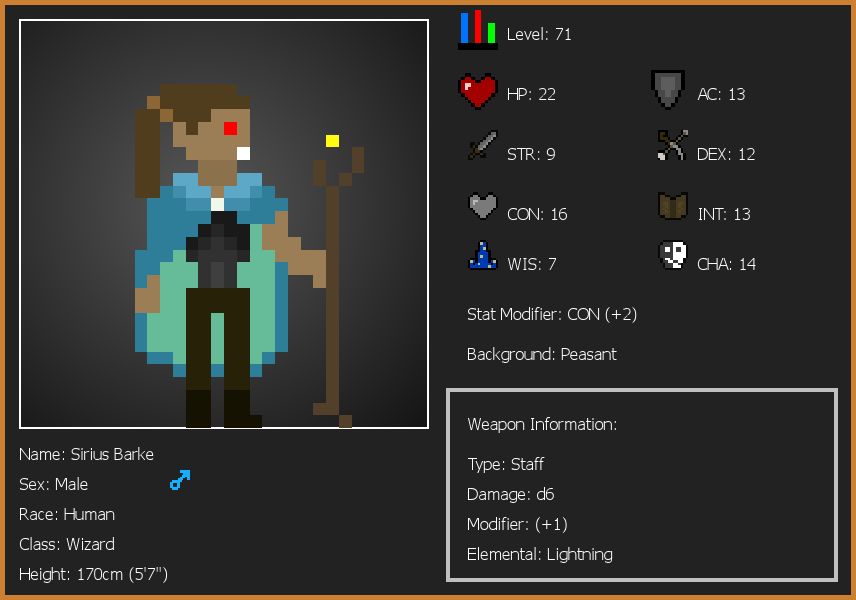 Level: 71
HP: 22
AC: 13
STR: 9
DEX: 12
CON: 16
INT: 13
WIS: 7
CHA: 14
Stat Modifier: CON (+2)
Background: Peasant
Weapon Information:
Type: Staff
Damage: d6
Modifier: (+1)
Elemental: Lightning
Name: Sirius Barke
Sex: Male
Race: Human
Class: Wizard
Height: 170cm (5'7")